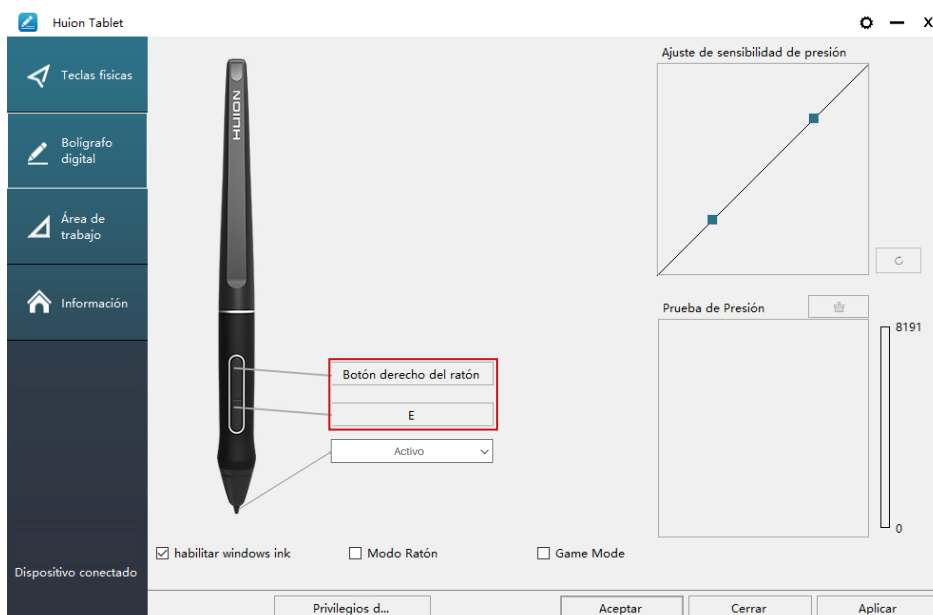 Huion Tablet
Teclas físicas
Bolígrafo
digital
Área de
trabajo
Información
Dispositivo conectado
HUION
Botón derecho del ratón
E
Activo
habilitar windows ink
Modo Ratón
Game Mode
Ajuste de sensibilidad de presión
Prueba de Presión
8191
0
Privilegios d...
Aceptar
Cerrar
Aplicar